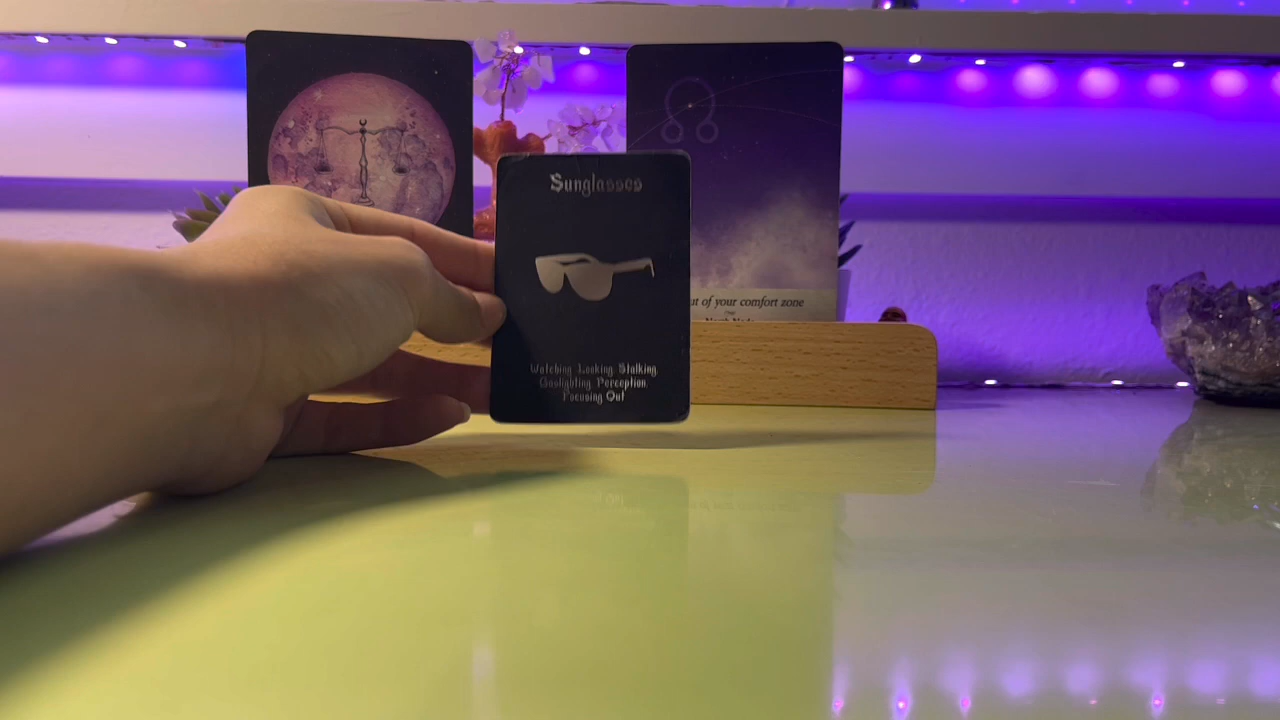 Sunglasses
Watching. Looking. Stalking.
Gaslighting. Perception.
Focusing Out
ut of your comfort zone